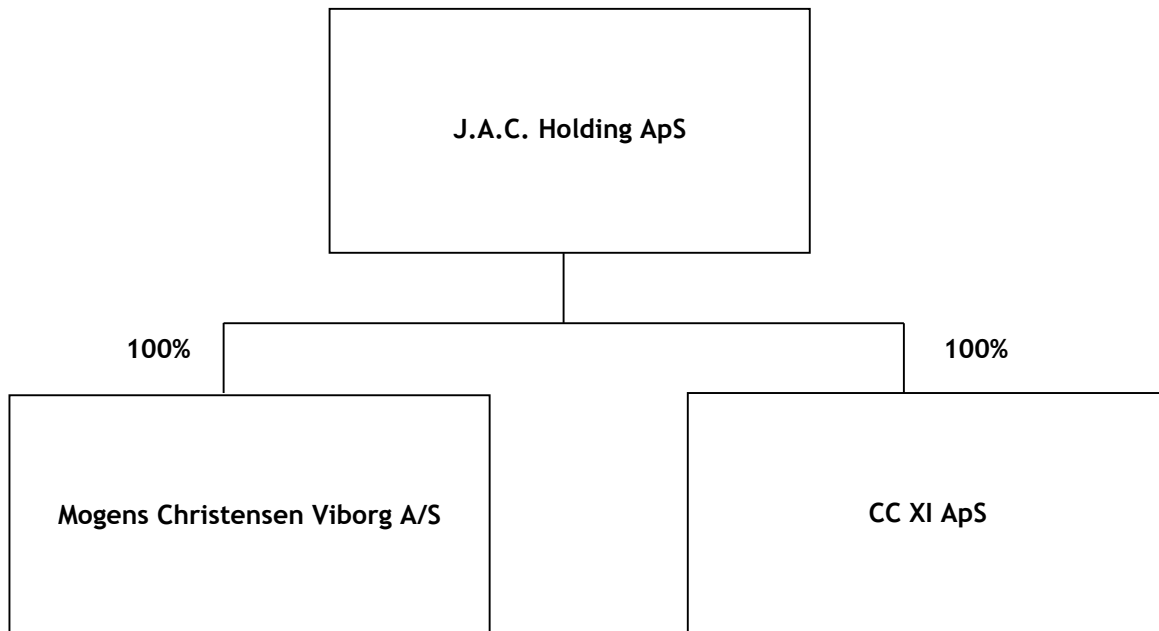 J.A.C. Holding ApS
100%
100%
Mogens Christensen Viborg A/S
CC XI ApS